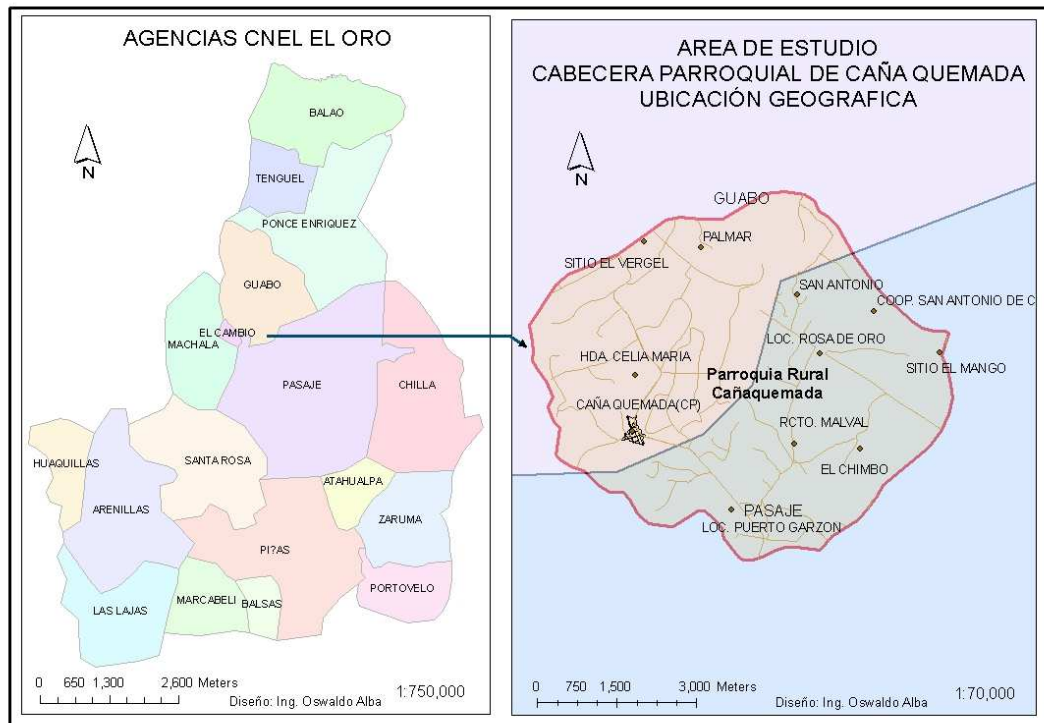 AGENCIAS CNEL EL ORO
N
BALAO
TENGUEL
PONCE ENRIQUEZ
GUABO
EL CAMBIO
MACHALA
PASAJE
CHILLA
HUAQUILLAS
SANTA ROSA
ATAHUALPA
ARENILLAS
ZARUMA
PI?AS
PORTOVELO
LAS LAJAS
MARCABELI
BALSAS
0 650 1,300 2,600 Meters
Diseño: Ing. Oswaldo Alba
1:750,000
AREA DE ESTUDIO
CABECERA PARROQUIAL DE CAÑA QUEMADA
UBICACIÓN GEOGRAFICA
N
GUABO
PALMAR
SITIO EL VERGEL
SAN ANTONIO
COOP. SAN ANTONIO DE C
LOC. ROSA DE ORO
SITIO EL MANGO
HDA. CELIA MARIA
Parroquia Rural
Cañaquemada
CAÑA QUEMADA(CP)
RCTO. MALVAL
EL CHIMBO
PASAJE
LOC. PUERTO GARZON
0 750 1,500 3,000 Meters
Diseño: Ing. Oswaldo Alba
1:70,000